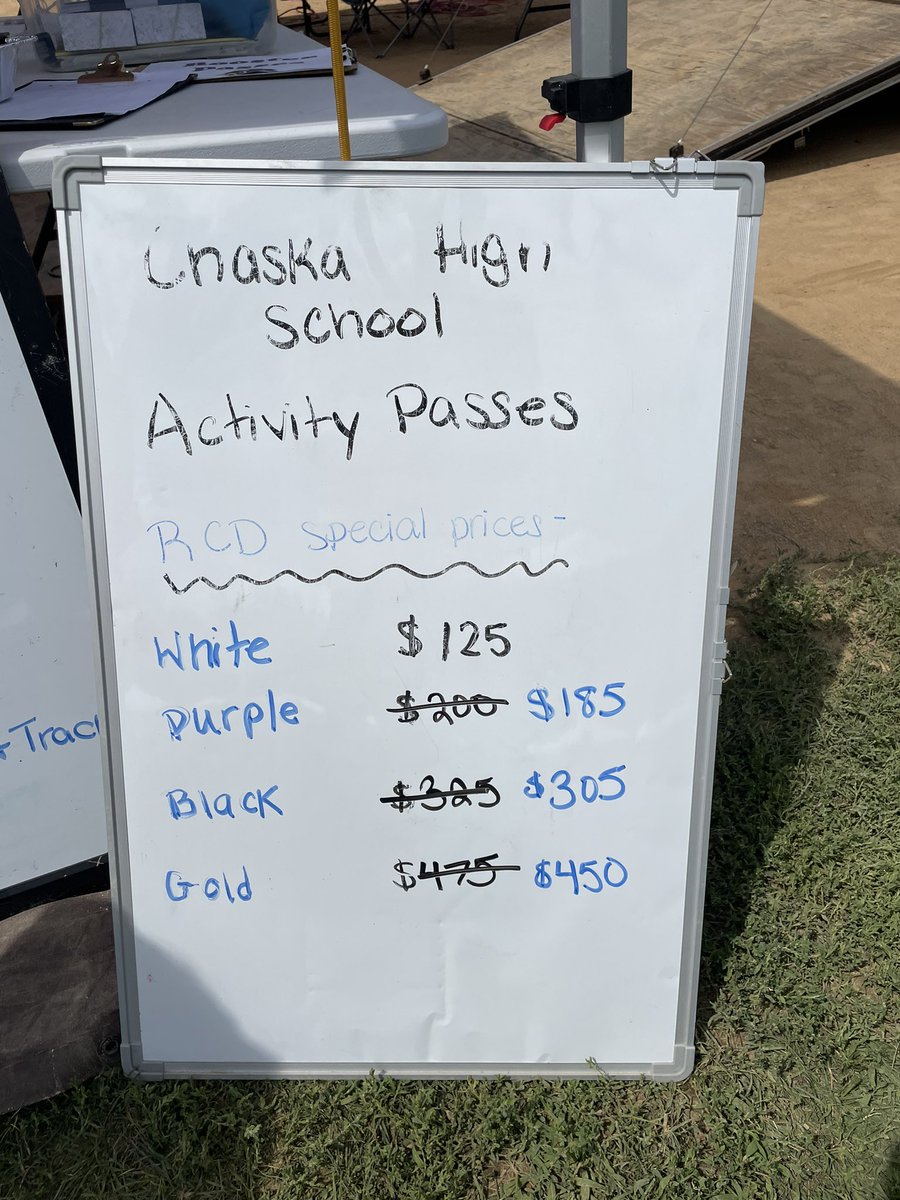 Chaska High
School
Activity Passes
RCD special prices-
White $125
Purple $200 $185
Black $325 $305
Gold $475 $450
Trac